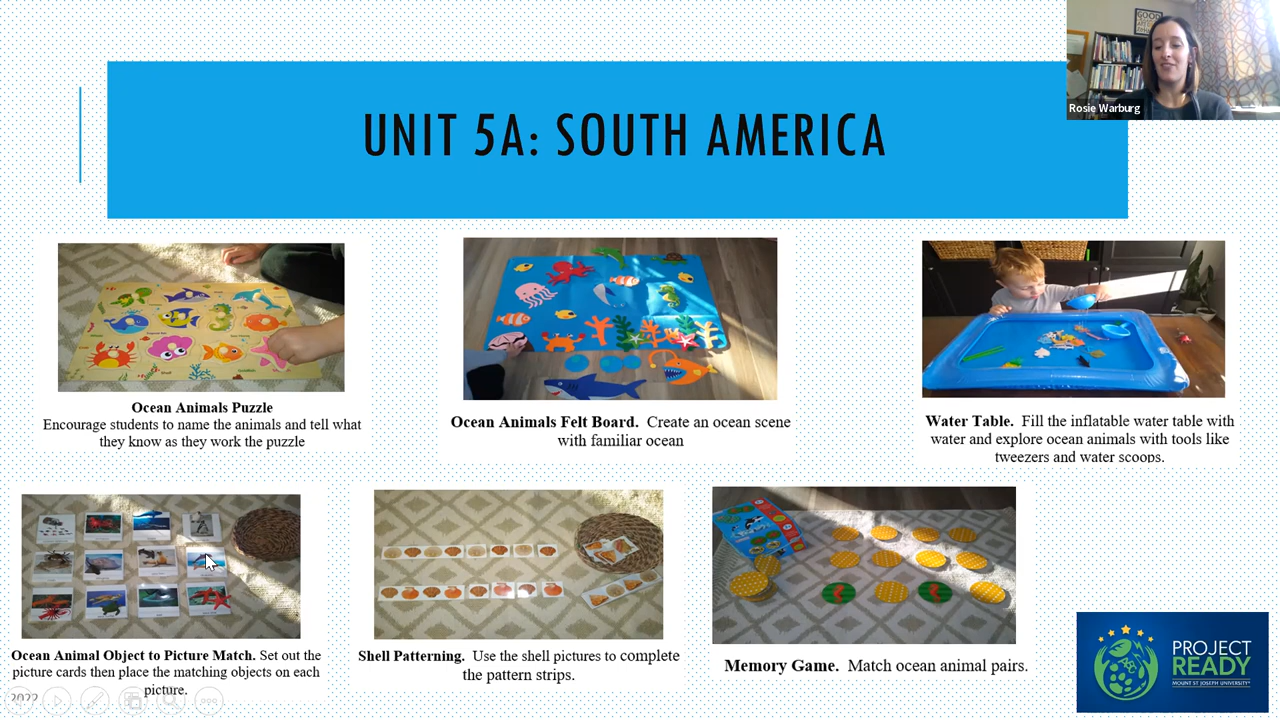 GOOD
Rosie Warburg
UNIT 5A: SOUTH AMERICA
Ocean Animals Puzzle
Encourage students to name the animals and tell what
they know as they work the puzzle
Ocean Animals Felt Board. Create an ocean scene
with familiar ocean
Water Table. Fill the inflatable water table with
water and explore ocean animals with tools like
tweezers and water scoops.
Ocean Animal Object to Picture Match. Set out the
picture cards then place the matching objects on each
picture.
Shell Patterning. Use the shell pictures to complete
the pattern strips.
Memory Game. Match ocean animal pairs.
2022
PROJECT
READY
MOUNT ST JOSEPH UNIVERSITY